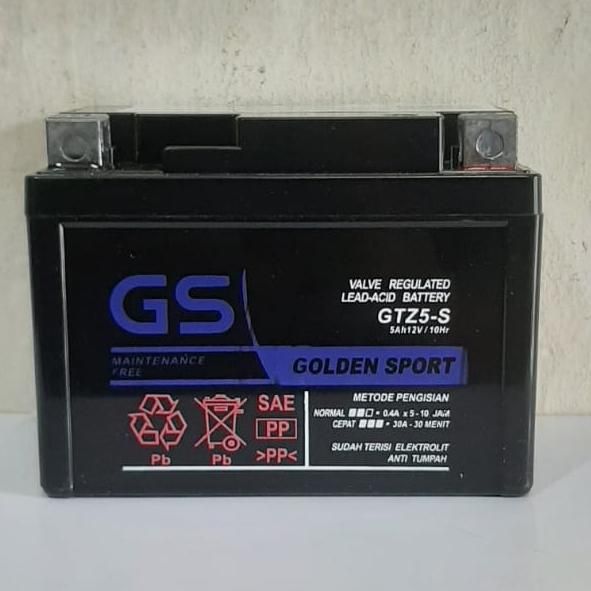 GS
MAINTENANCE
FREE
VALVE REGULATED
LEAD-ACID BATTERY
GTZ5-S
5Ah12V / 10Hr
GOLDEN SPORT
METODE PENGISIAN
NORMAL = 0.4A x 5 - 10 JAM
CEPAT = 30A - 30 MENIT
SUDAH TERISI ELEKTROLIT
ANTI TUMPAH
Pb
Pb
SAE
PP
>PP<